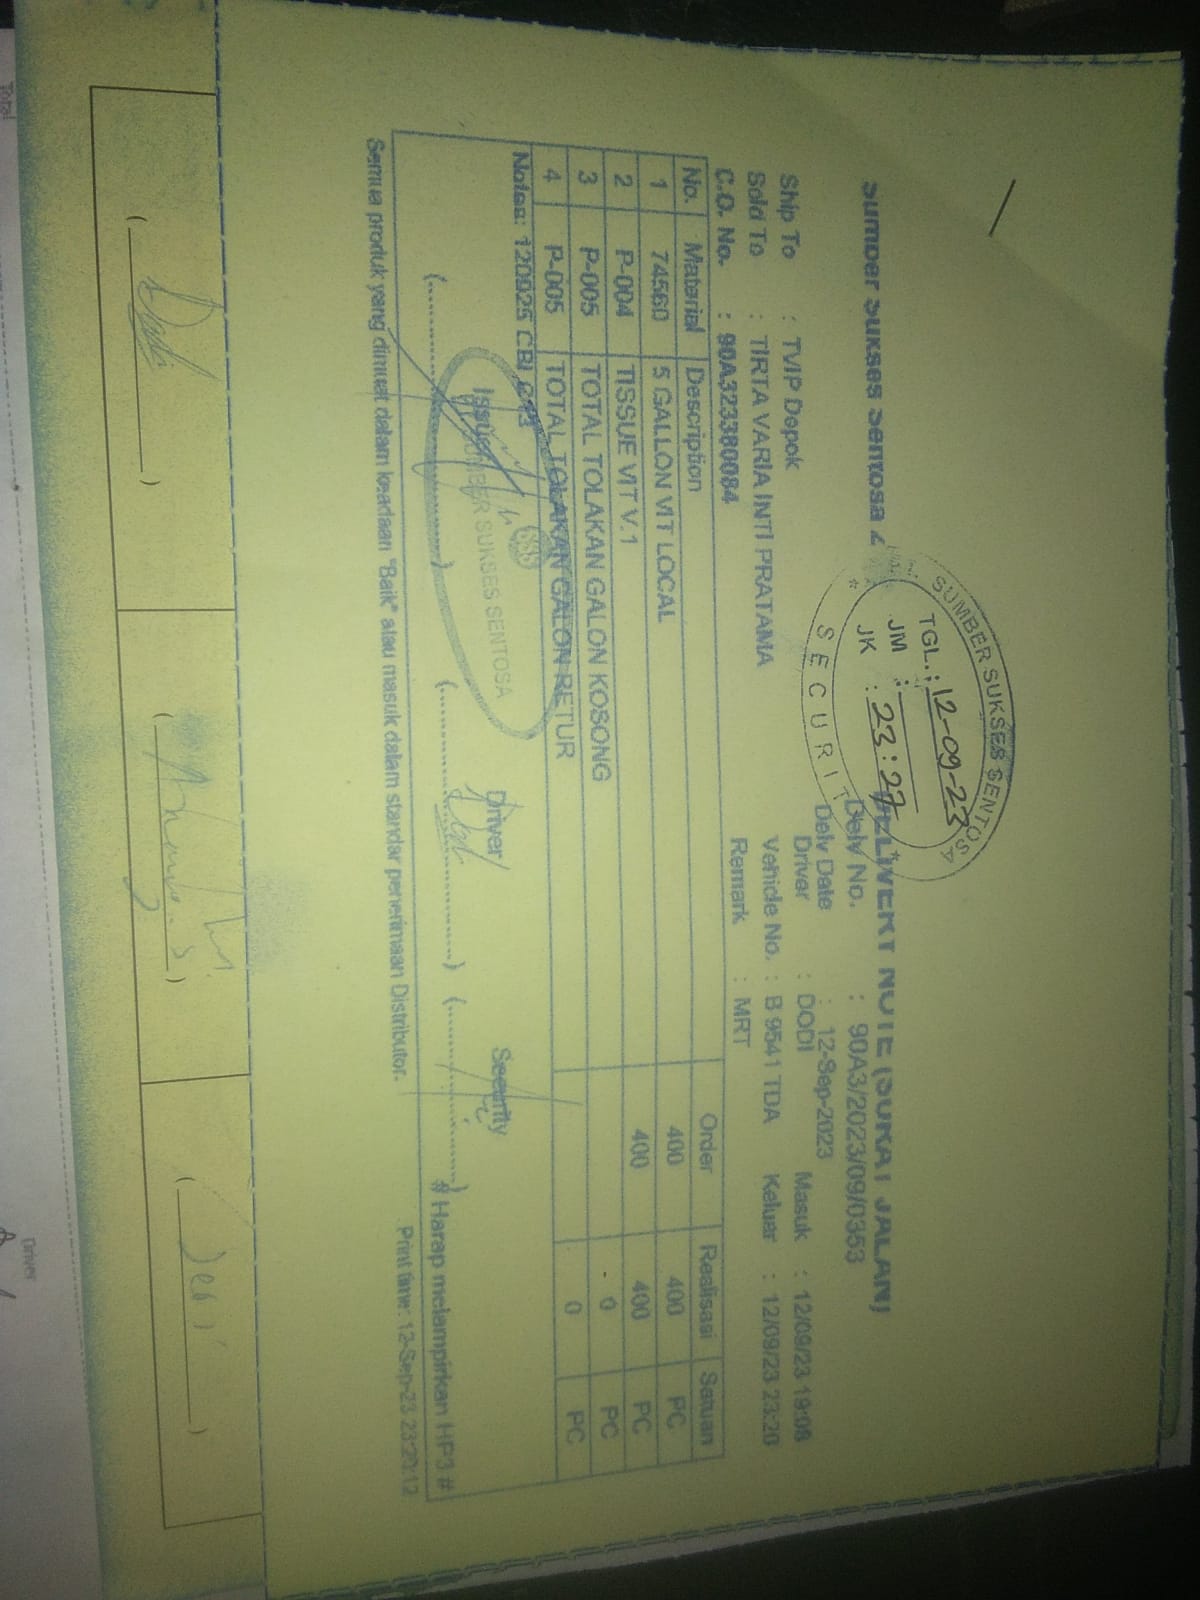 PT. SUMBER SUKSES SENTOSA
TGL. : 12-09-23
JM :
JK : 23:27
SECURITY
Sumber Sukses Sentosa 2
DELIVERY NOTE (SURAT JALAN)
Delv No. : 90A3/2023/09/0353
Delv Date : 12-Sep-2023
Ship To : TVIP Depok
Driver : DODI Masuk : 12/09/23 19:08
Sold To : TIRTA VARIA INTI PRATAMA
Vehicle No. : B 9541 TDA Keluar : 12/09/23 23:20
C.O. No. : 90A323380084
Remark : MRT
No. Material Description Order Realisasi Satuan
1 74560 5 GALLON VIT LOCAL 400 400 PC
2 P-004 TISSUE VIT V.1 400 400 PC
3 P-005 TOTAL TOLAKAN GALON KOSONG 0 PC
4 P-005 TOTAL TOLAKAN GALON RETUR 0 PC
Notes: 120925 CBL
SSS
Issuer Driver Security
PT. SUMBER SUKSES SENTOSA
(..............................) (..............................) (..............................)
# Harap melampirkan HP3 #
Semua produk yang dimuat dalam keadaan "Baik" atau masuk dalam standar penerimaan Distributor.
Print time: 12-Sep-23 23:20:12
Driver
Total